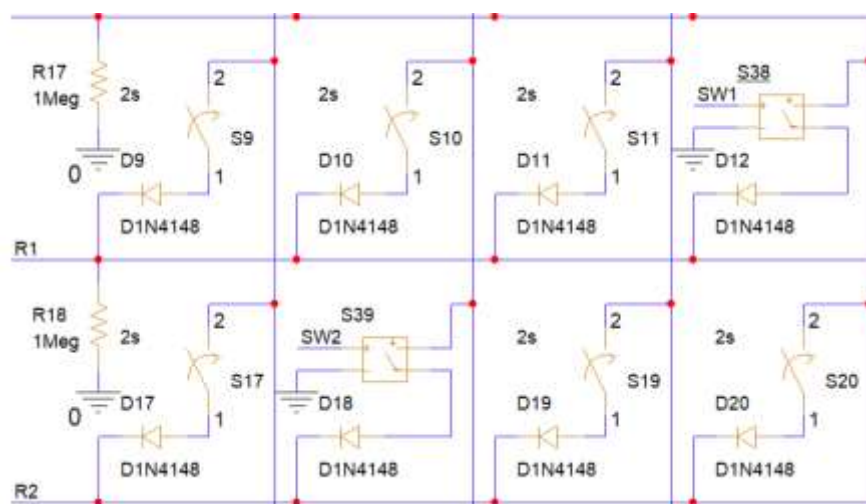 R17
1Meg
2s
2
S9
1
0
D9
D1N4148
2s
2
S10
1
D10
D1N4148
2s
2
S11
1
D11
D1N4148
S38
SW1
D12
D1N4148
R1
R18
1Meg
2s
2
S17
1
0
D17
D1N4148
S39
SW2
D18
D1N4148
2s
2
S19
1
D19
D1N4148
2s
2
S20
1
D20
D1N4148
R2